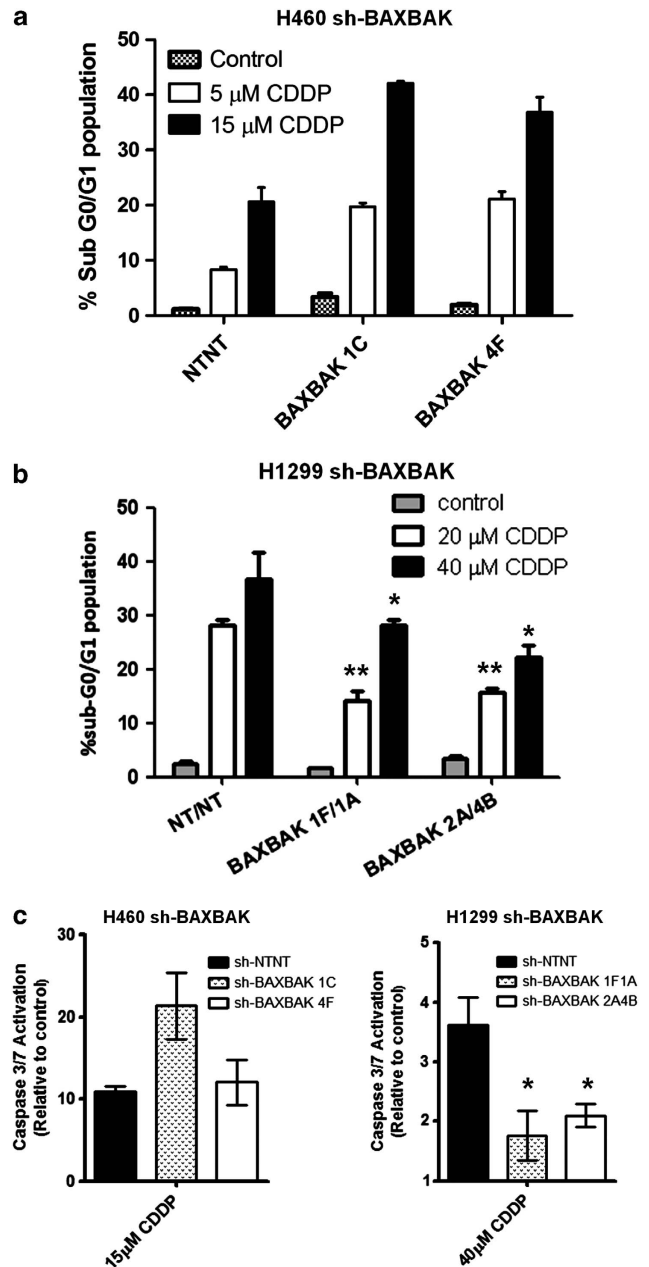 a
H460 sh-BAXBAK
% Sub G0/G1 population
50
40
30
20
10
0
Control
5 μM CDDP
15 μM CDDP
NTNT
BAXBAK 1C
BAXBAK 4F
b
H1299 sh-BAXBAK
%sub-G0/G1 population
50
40
30
20
10
0
control
20 μM CDDP
40 μM CDDP
**
*
**
*
NT/NT
BAXBAK 1F/1A
BAXBAK 2A/4B
c
H460 sh-BAXBAK
Caspase 3/7 Activation
(Relative to control)
30
20
10
0
sh-NTNT
sh-BAXBAK 1C
sh-BAXBAK 4F
15μM CDDP
H1299 sh-BAXBAK
Caspase 3/7 Activation
(Relative to control)
5
4
3
2
1
sh-NTNT
sh-BAXBAK 1F1A
sh-BAXBAK 2A4B
*
*
40μM CDDP